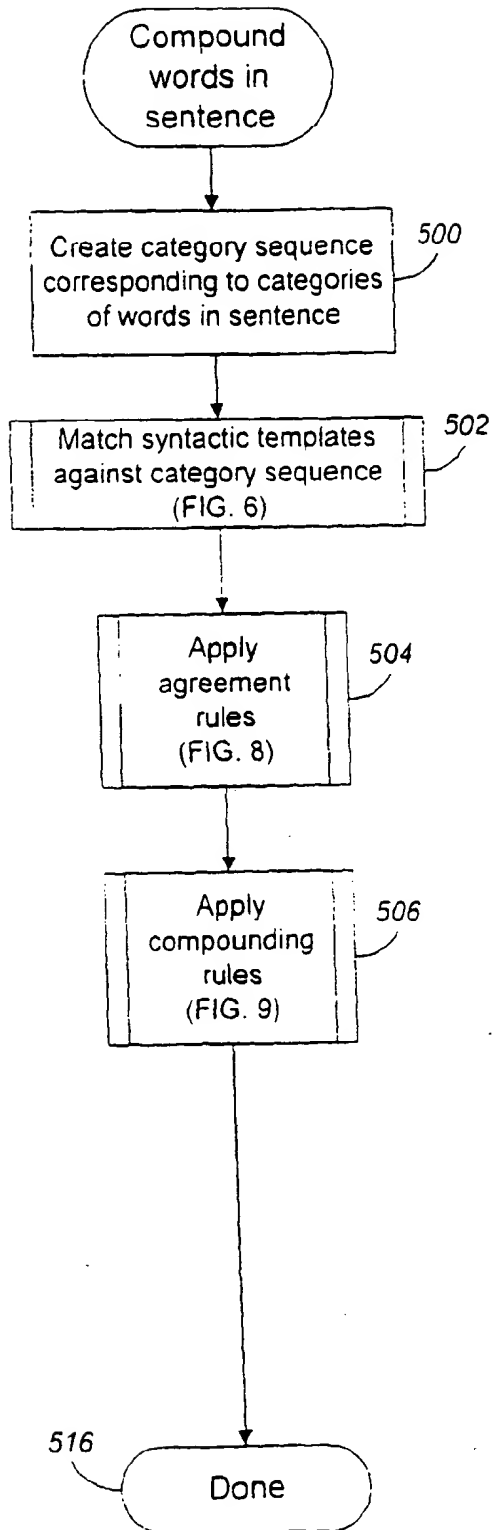 Compound
words in
sentence
500
Create category sequence
corresponding to categories
of words in sentence
502
Match syntactic templates
against category sequence
(FIG. 6)
504
Apply
agreement
rules
(FIG. 8)
506
Apply
compounding
rules
(FIG. 9)
516
Done